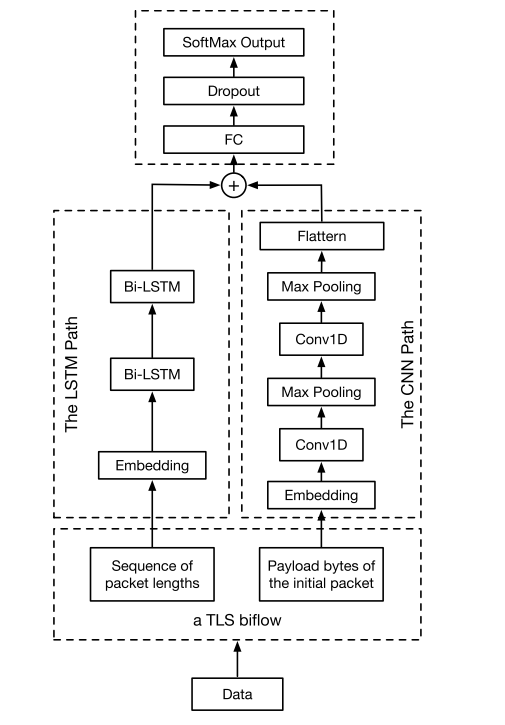 SoftMax Output
Dropout
FC
+
Flattern
Bi-LSTM
Max Pooling
Conv1D
Bi-LSTM
Max Pooling
Conv1D
Embedding
Embedding
The LSTM Path
The CNN Path
Sequence of
packet lengths
Payload bytes of
the initial packet
a TLS biflow
Data